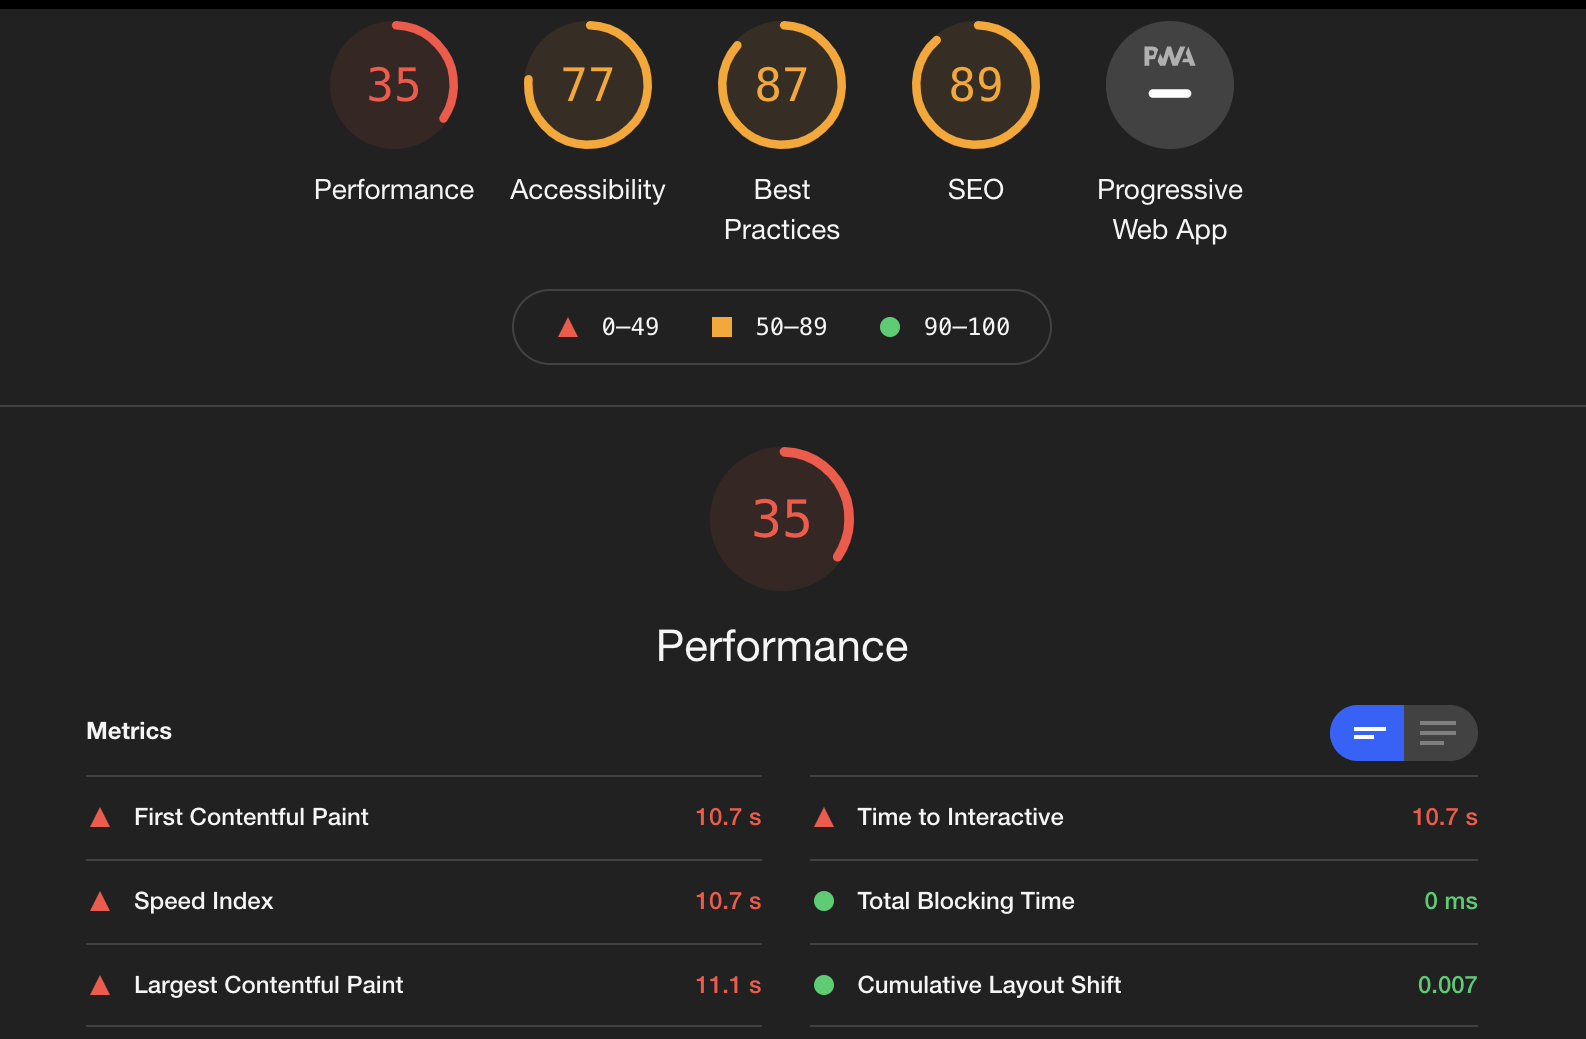 35
77
87
89
PWA
Performance
Accessibility
Best
Practices
SEO
Progressive
Web App
0–49
50–89
90–100
35
Performance
Metrics
First Contentful Paint 10.7 s
Time to Interactive 10.7 s
Speed Index 10.7 s
Total Blocking Time 0 ms
Largest Contentful Paint 11.1 s
Cumulative Layout Shift 0.007